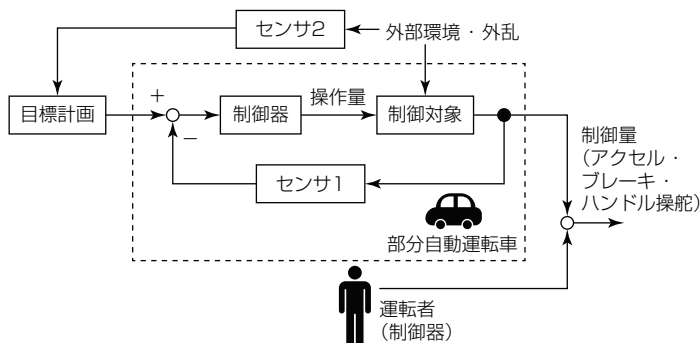 センサ2
外部環境・外乱
目標計画
+
−
制御器
操作量
制御対象
センサ1
制御量
(アクセル・
ブレーキ・
ハンドル操舵)
部分自動運転車
運転者
(制御器)